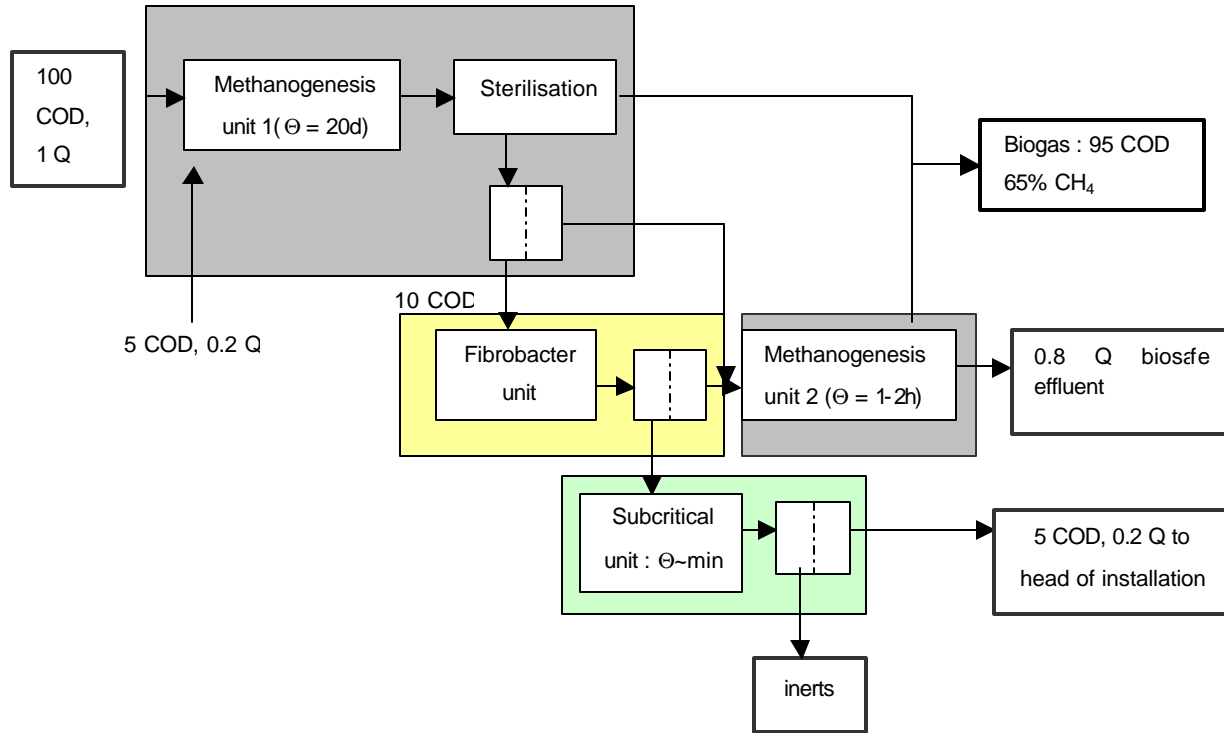 100
COD,
1 Q
Methanogenesis
unit 1( Θ = 20d)
Sterilisation
Biogas : 95 COD
65% CH₄
5 COD, 0.2 Q
10 COD
Fibrobacter
unit
Methanogenesis
unit 2 (Θ = 1-2h)
0.8 Q biosafe
effluent
Subcritical
unit : Θ~min
5 COD, 0.2 Q to
head of installation
inerts